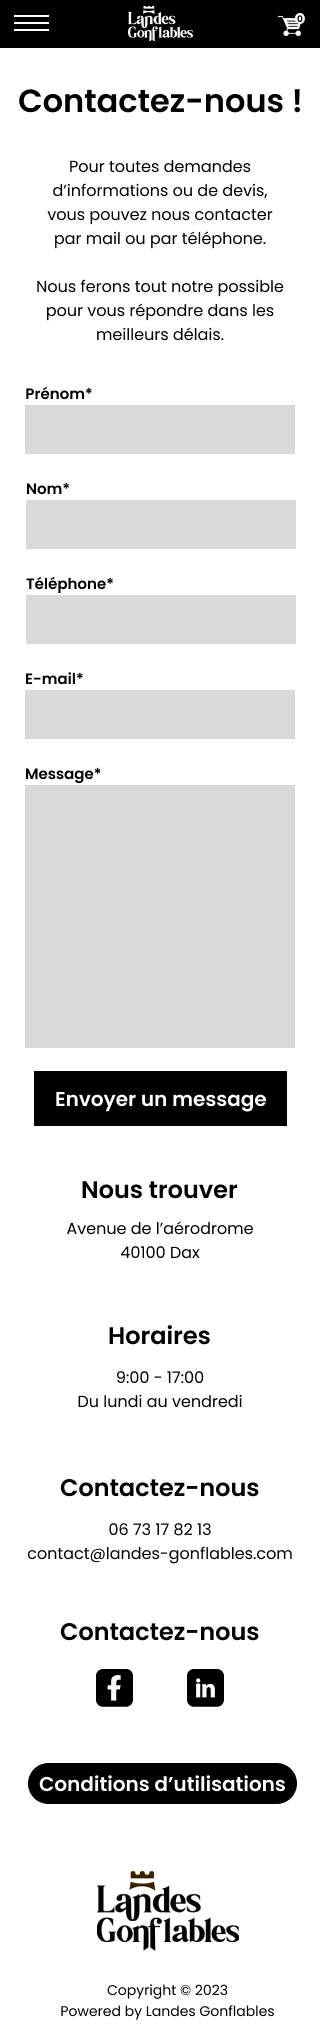 Landes
Gonflables
0
Contactez-nous !
Pour toutes demandes
d’informations ou de devis,
vous pouvez nous contacter
par mail ou par téléphone.
Nous ferons tout notre possible
pour vous répondre dans les
meilleurs délais.
Prénom*
Nom*
Téléphone*
E-mail*
Message*
Envoyer un message
Nous trouver
Avenue de l’aérodrome
40100 Dax
Horaires
9:00 - 17:00
Du lundi au vendredi
Contactez-nous
06 73 17 82 13
contact@landes-gonflables.com
Contactez-nous
f in
Conditions d’utilisations
Landes
Gonflables
Copyright © 2023
Powered by Landes Gonflables